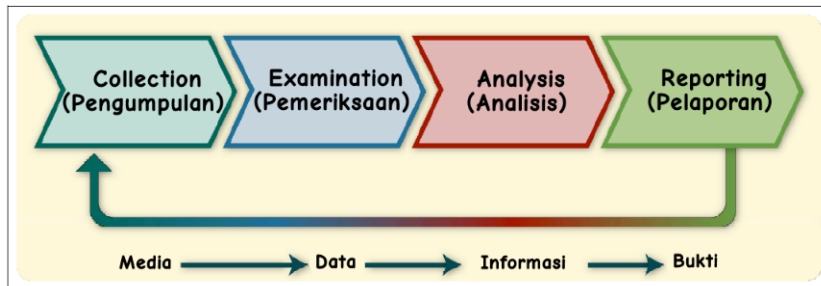 Collection
(Pengumpulan)
Examination
(Pemeriksaan)
Analysis
(Analisis)
Reporting
(Pelaporan)
Media Data Informasi Bukti